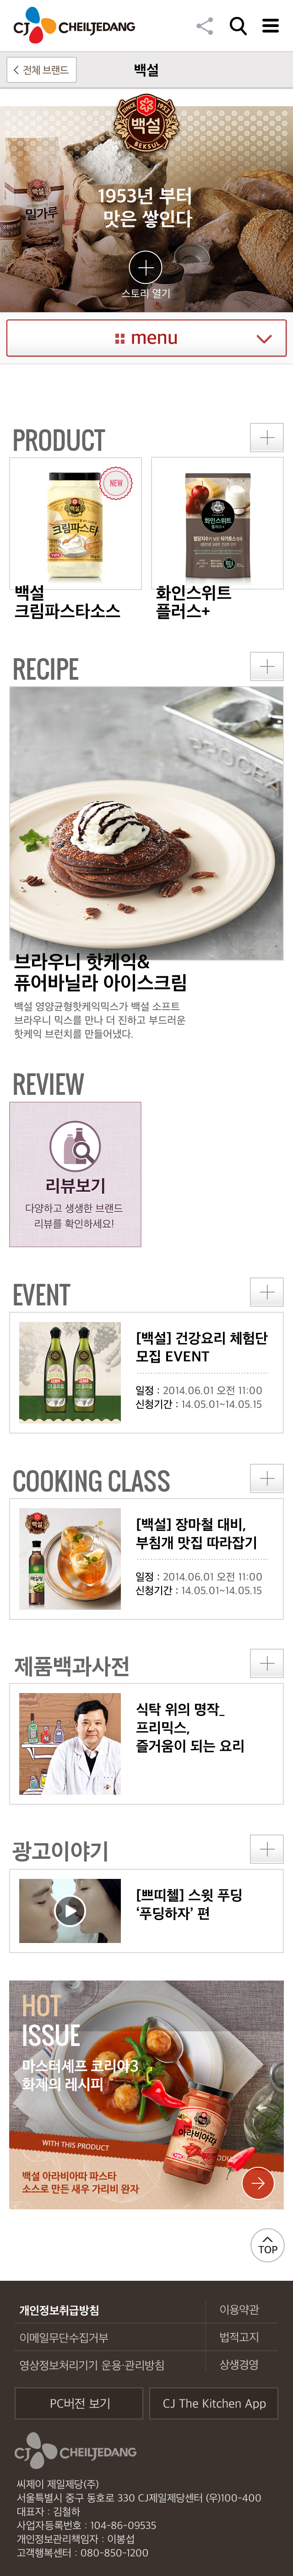 CJ CHEILJEDANG
< 전체 브랜드
백설
SINCE 1953
백설
BEKSUL
밀가루
1953년 부터
맛은 쌓인다
스토리 열기
menu
PRODUCT
NEW
크림파스타
화인스위트
백설
크림파스타소스
화인스위트
플러스+
RECIPE
브라우니 핫케익&
퓨어바닐라 아이스크림
백설 영양균형핫케익믹스가 백설 소프트
브라우니 믹스를 만나 더 진하고 부드러운
핫케익 브런치를 만들어냈다.
REVIEW
리뷰보기
다양하고 생생한 브랜드
리뷰를 확인하세요!
EVENT
[백설] 건강요리 체험단
모집 EVENT
일정 : 2014.06.01 오전 11:00
신청기간 : 14.05.01~14.05.15
COOKING CLASS
백설
[백설] 장마철 대비,
부침개 맛집 따라잡기
일정 : 2014.06.01 오전 11:00
신청기간 : 14.05.01~14.05.15
제품백과사전
식탁 위의 명작_
프리믹스,
즐거움이 되는 요리
광고이야기
[쁘띠첼] 스윗 푸딩
‘푸딩하자’ 편
HOT
ISSUE
마스터셰프 코리아3
화제의 레시피
WITH THIS PRODUCT
아라비아따
백설 아라비아따 파스타
소스로 만든 새우 가리비 완자
TOP
개인정보취급방침
이용약관
이메일무단수집거부
법적고지
영상정보처리기기 운용·관리방침
상생경영
PC버전 보기
CJ The Kitchen App
CJ CHEILJEDANG
씨제이 제일제당(주)
서울특별시 중구 동호로 330 CJ제일제당센터 (우)100-400
대표자 : 김철하
사업자등록번호 : 104-86-09535
개인정보관리책임자 : 이봉섭
고객행복센터 : 080-850-1200